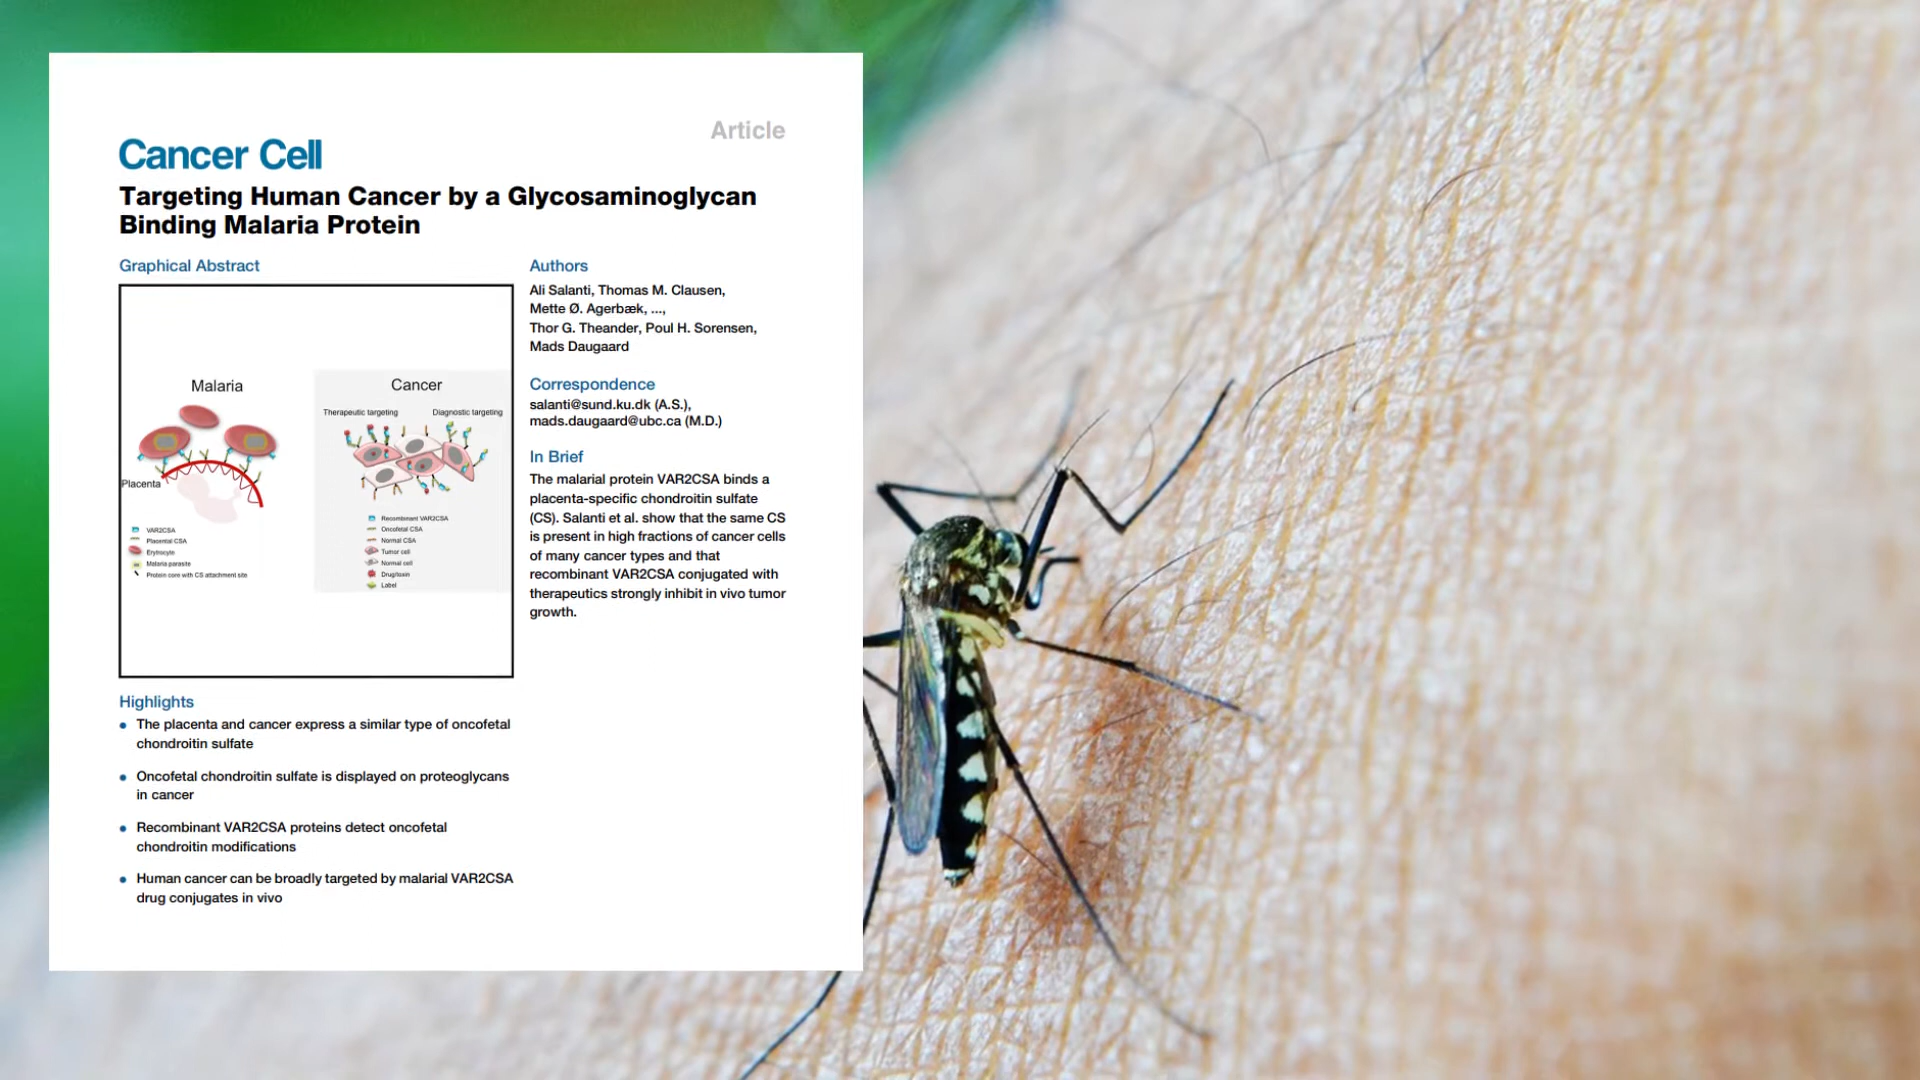 Article
Cancer Cell
Targeting Human Cancer by a Glycosaminoglycan
Binding Malaria Protein
Graphical Abstract
Malaria
Placenta
VAR2CSA
Placental CSA
Erytrocyte
Malaria parasite
Protein core with CS attachment site
Cancer
Therapeutic targeting
Diagnostic targeting
Recombinant VAR2CSA
Oncofetal CSA
Normal CSA
Tumor cell
Normal cell
Drug/toxin
Label
Authors
Ali Salanti, Thomas M. Clausen,
Mette Ø. Agerbæk, ...,
Thor G. Theander, Poul H. Sorensen,
Mads Daugaard
Correspondence
salanti@sund.ku.dk (A.S.),
mads.daugaard@ubc.ca (M.D.)
In Brief
The malarial protein VAR2CSA binds a
placenta-specific chondroitin sulfate
(CS). Salanti et al. show that the same CS
is present in high fractions of cancer cells
of many cancer types and that
recombinant VAR2CSA conjugated with
therapeutics strongly inhibit in vivo tumor
growth.
Highlights
• The placenta and cancer express a similar type of oncofetal
chondroitin sulfate
• Oncofetal chondroitin sulfate is displayed on proteoglycans
in cancer
• Recombinant VAR2CSA proteins detect oncofetal
chondroitin modifications
• Human cancer can be broadly targeted by malarial VAR2CSA
drug conjugates in vivo